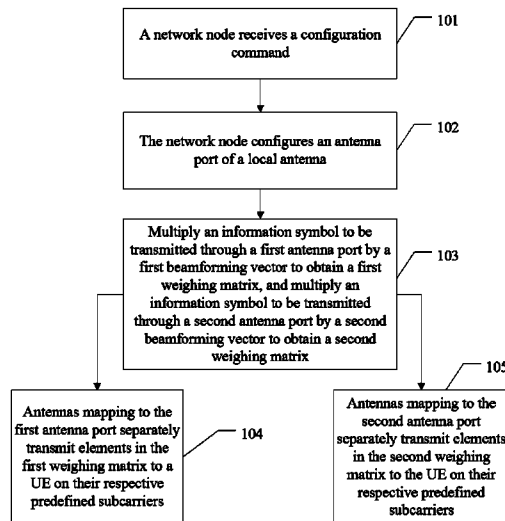 A network node receives a configuration
command
101
The network node configures an antenna
port of a local antenna
102
Multiply an information symbol to be
transmitted through a first antenna port by a
first beamforming vector to obtain a first
weighing matrix, and multiply an
information symbol to be transmitted
through a second antenna port by a second
beamforming vector to obtain a second
weighing matrix
103
Antennas mapping to the
first antenna port separately
transmit elements in the
first weighing matrix to a
UE on their respective
predefined subcarriers
104
105
Antennas mapping to the
second antenna port
separately transmit elements
in the second weighing
matrix to the UE on their
respective predefined
subcarriers